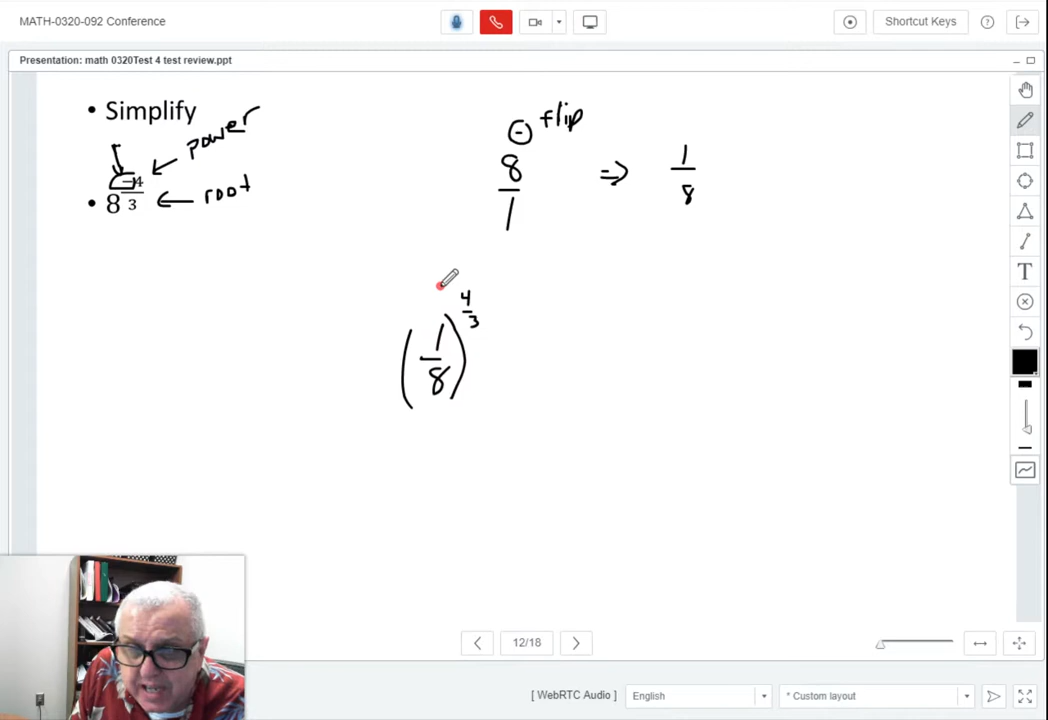 MATH-0320-092 Conference
Shortcut Keys
Presentation: math 0320Test 4 test review.ppt
• Simplify
power
• 8^(-4/3)
root
flip
8/1 ⇒ 1/8
(1/8)^(4/3)
T
12/18
[ WebRTC Audio ] English * Custom layout